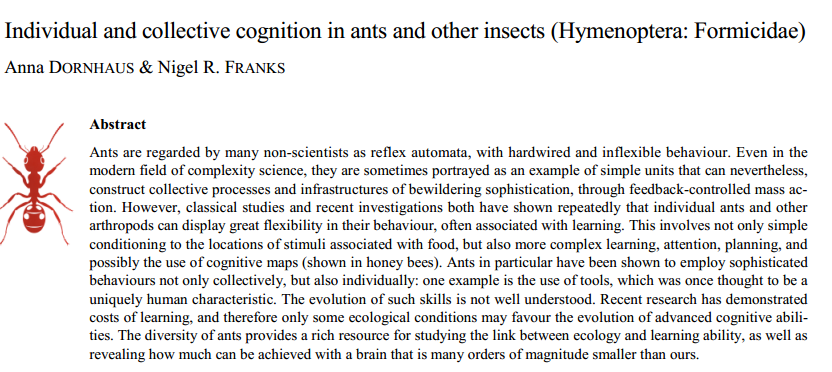 Individual and collective cognition in ants and other insects (Hymenoptera: Formicidae)
Anna DORNHAUS & Nigel R. FRANKS
Abstract
Ants are regarded by many non-scientists as reflex automata, with hardwired and inflexible behaviour. Even in the
modern field of complexity science, they are sometimes portrayed as an example of simple units that can nevertheless,
construct collective processes and infrastructures of bewildering sophistication, through feedback-controlled mass ac-
tion. However, classical studies and recent investigations both have shown repeatedly that individual ants and other
arthropods can display great flexibility in their behaviour, often associated with learning. This involves not only simple
conditioning to the locations of stimuli associated with food, but also more complex learning, attention, planning, and
possibly the use of cognitive maps (shown in honey bees). Ants in particular have been shown to employ sophisticated
behaviours not only collectively, but also individually: one example is the use of tools, which was once thought to be a
uniquely human characteristic. The evolution of such skills is not well understood. Recent research has demonstrated
costs of learning, and therefore only some ecological conditions may favour the evolution of advanced cognitive abili-
ties. The diversity of ants provides a rich resource for studying the link between ecology and learning ability, as well as
revealing how much can be achieved with a brain that is many orders of magnitude smaller than ours.